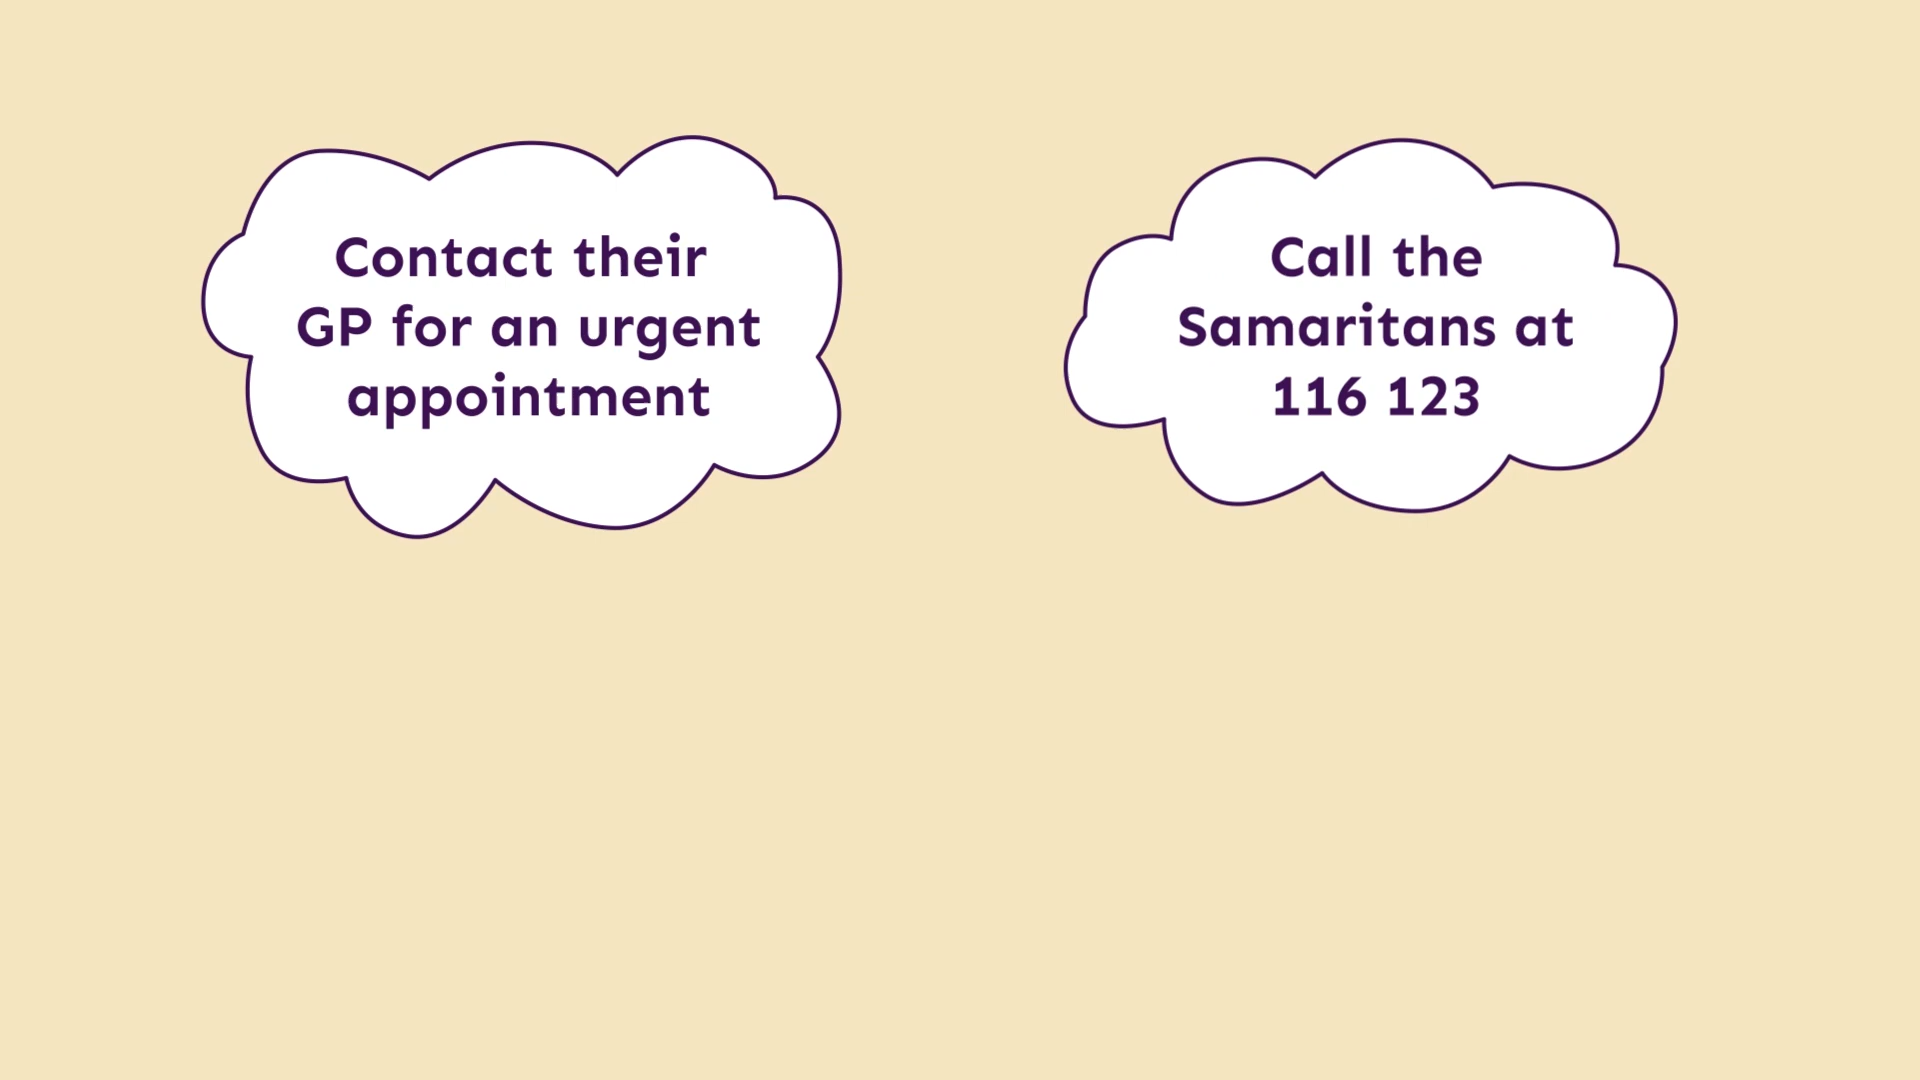 Contact their
GP for an urgent
appointment
Call the
Samaritans at
116 123